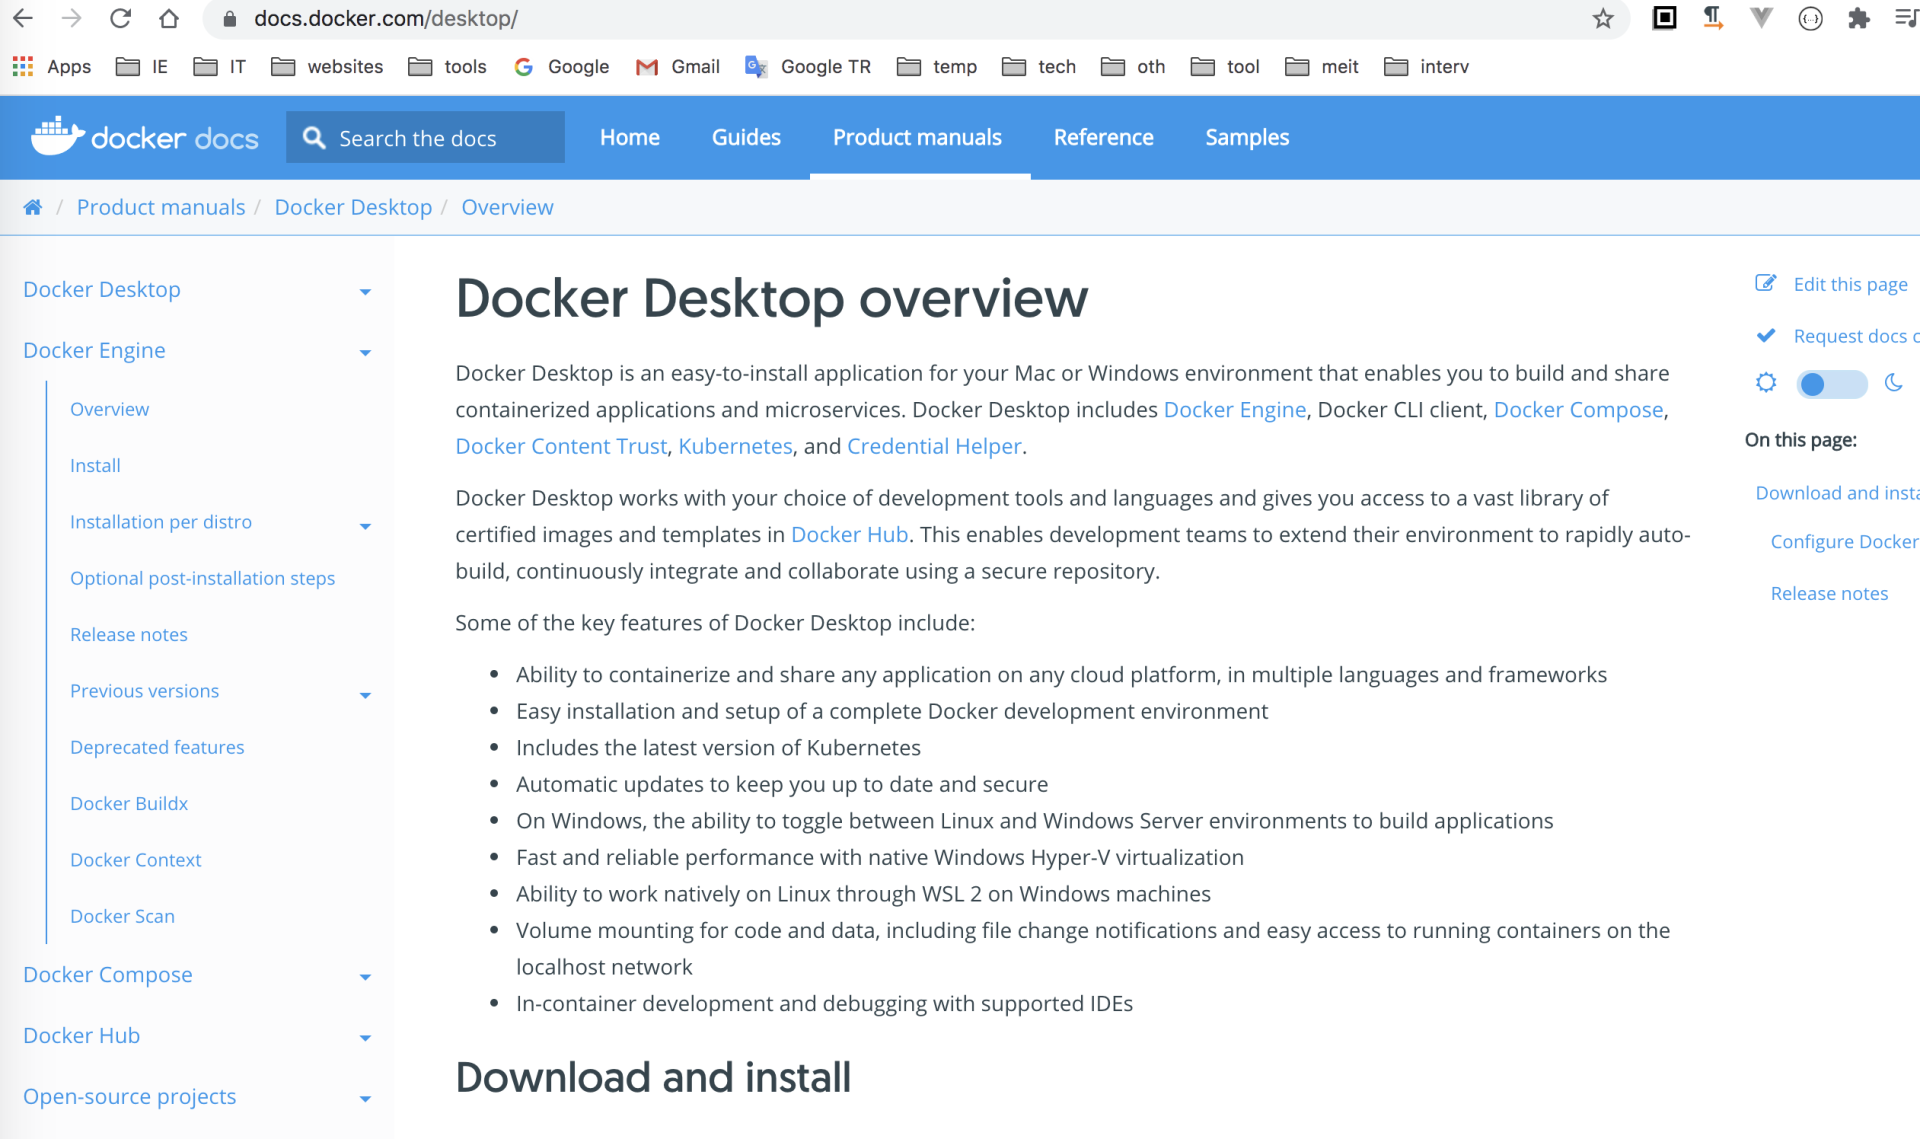 docs.docker.com/desktop/
Apps IE IT websites tools Google Gmail Google TR temp tech oth tool meit interv
docker docs Search the docs Home Guides Product manuals Reference Samples
Product manuals / Docker Desktop / Overview
Docker Desktop
Docker Engine
Overview
Install
Installation per distro
Optional post-installation steps
Release notes
Previous versions
Deprecated features
Docker Buildx
Docker Context
Docker Scan
Docker Compose
Docker Hub
Open-source projects
Docker Desktop overview
Docker Desktop is an easy-to-install application for your Mac or Windows environment that enables you to build and share
containerized applications and microservices. Docker Desktop includes Docker Engine, Docker CLI client, Docker Compose,
Docker Content Trust, Kubernetes, and Credential Helper.
Docker Desktop works with your choice of development tools and languages and gives you access to a vast library of
certified images and templates in Docker Hub. This enables development teams to extend their environment to rapidly auto-
build, continuously integrate and collaborate using a secure repository.
Some of the key features of Docker Desktop include:
• Ability to containerize and share any application on any cloud platform, in multiple languages and frameworks
• Easy installation and setup of a complete Docker development environment
• Includes the latest version of Kubernetes
• Automatic updates to keep you up to date and secure
• On Windows, the ability to toggle between Linux and Windows Server environments to build applications
• Fast and reliable performance with native Windows Hyper-V virtualization
• Ability to work natively on Linux through WSL 2 on Windows machines
• Volume mounting for code and data, including file change notifications and easy access to running containers on the
localhost network
• In-container development and debugging with supported IDEs
Download and install
Edit this page
Request docs c
On this page:
Download and insta
Configure Docker
Release notes